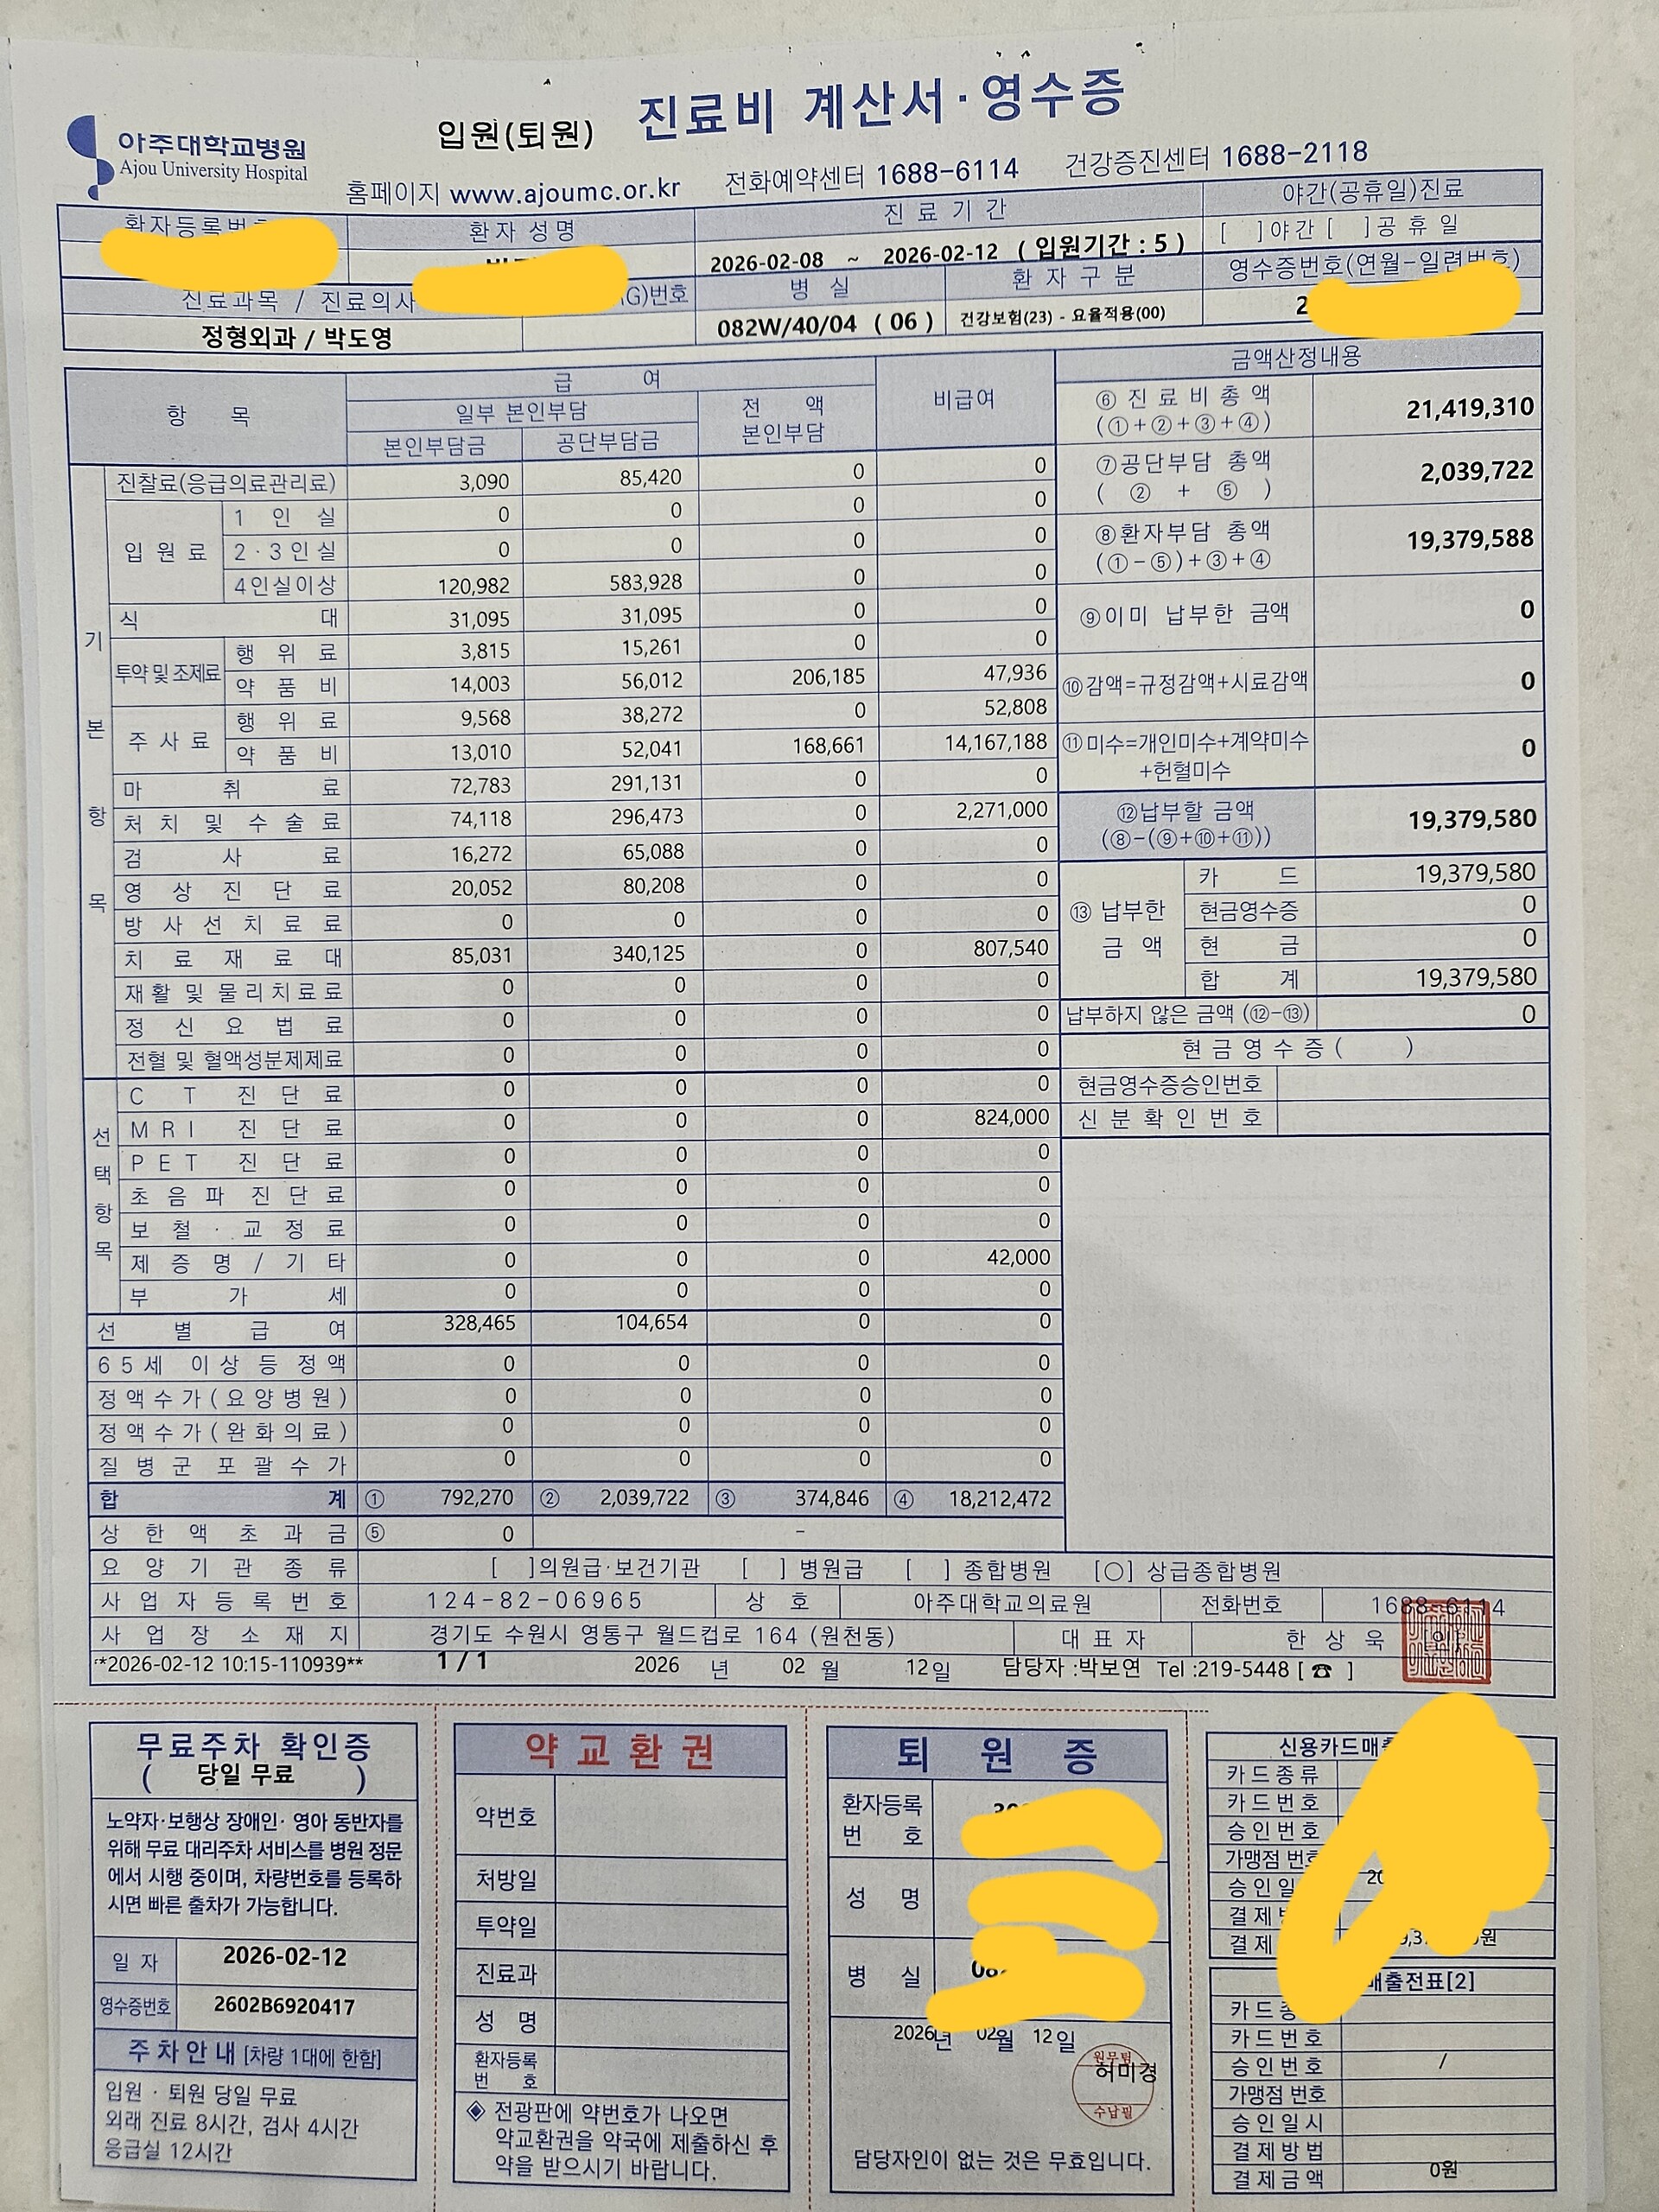 진료비 계산서·영수증
입원(퇴원)
아주대학교병원
Ajou University Hospital
홈페이지 www.ajoumc.or.kr 전화예약센터 1688-6114 건강증진센터 1688-2118
환자 성명 진료기간 야간(공휴일)진료
2026-02-08 ~ 2026-02-12 (입원기간 : 5) [ ]야간 [ ]공휴일
진료과목 / 진료의사 G)번호 병실 환자구분 영수증번호(연월-일련번호)
정형외과 / 박도영 082W/40/04 (06) 건강보험(23) - 요율적용(00) 2
항목 급여 비급여 금액산정내용
일부 본인부담 전액 본인부담
본인부담금 공단부담금
기본항목
진찰료(응급의료관리료) 3,090 85,420 0 0
입원료 1인실 0 0 0 0
2·3인실 0 0 0 0
4인실이상 120,982 583,928 0 0
식대 31,095 31,095 0 0
투약 및 조제료 행위료 3,815 15,261 0 0
약품비 14,003 56,012 206,185 47,936
주사료 행위료 9,568 38,272 0 52,808
약품비 13,010 52,041 168,661 14,167,188
마취료 72,783 291,131 0 0
처치 및 수술료 74,118 296,473 0 2,271,000
검사료 16,272 65,088 0 0
영상진단료 20,052 80,208 0 0
방사선치료료 0 0 0 0
치료재료대 85,031 340,125 0 807,540
재활 및 물리치료료 0 0 0 0
정신요법료 0 0 0 0
전혈 및 혈액성분제제료 0 0 0 0
선택항목
CT 진단료 0 0 0 0
MRI 진단료 0 0 0 824,000
PET 진단료 0 0 0 0
초음파진단료 0 0 0 0
보철·교정료 0 0 0 0
제증명/기타 0 0 0 42,000
부가세 0 0 0 0
선별급여 328,465 104,654 0 0
65세 이상 등 정액 0 0 0 0
정액수가(요양병원) 0 0 0 0
정액수가(완화의료) 0 0 0 0
질병군 포괄수가 0 0 0 0
합계 ① 792,270 ② 2,039,722 ③ 374,846 ④ 18,212,472
상한액 초과금 ⑤ 0 -
⑥ 진료비 총액 21,419,310
(①+②+③+④)
⑦공단부담 총액 2,039,722
( ② + ⑤ )
⑧환자부담 총액 19,379,588
(①-⑤)+③+④
⑨이미 납부한 금액 0
⑩감액=규정감액+시료감액 0
⑪미수=개인미수+계약미수 0
+헌혈미수
⑫납부할 금액 19,379,580
(⑧-(⑨+⑩+⑪))
⑬ 납부한 금액
카드 19,379,580
현금영수증 0
현금 0
합계 19,379,580
납부하지 않은 금액 (⑫-⑬) 0
현금영수증( )
현금영수증승인번호
신분확인번호
요양기관종류 [ ]의원급·보건기관 [ ] 병원급 [ ] 종합병원 [○] 상급종합병원
사업자등록번호 124-82-06965 상호 아주대학교의료원 전화번호 1688-6114
사업장소재지 경기도 수원시 영통구 월드컵로 164 (원천동) 대표자 한상욱 [인]
**2026-02-12 10:15-110939** 1/1 2026 년 02 월 12일 담당자 :박보연 Tel :219-5448 [ ☎ ]
무료주차 확인증
( 당일 무료 )
노약자·보행상 장애인· 영아 동반자를
위해 무료 대리주차 서비스를 병원 정문
에서 시행 중이며, 차량번호를 등록하
시면 빠른 출차가 가능합니다.
일자 2026-02-12
영수증번호 2602B6920417
주차안내 [차량 1대에 한함]
입원 · 퇴원 당일 무료
외래 진료 8시간, 검사 4시간
응급실 12시간
약교환권
약번호
처방일
투약일
진료과
성명
환자등록
번호
◈ 전광판에 약번호가 나오면
약교환권을 약국에 제출하신 후
약을 받으시기 바랍니다.
퇴원증
환자등록
번호
성명
병실
2026년 02월 12일
원무팀
허미경
수납필
담당자인이 없는 것은 무효입니다.
신용카드매출
카드종류
카드번호
승인번호
가맹점 번호
승인일 20
결제
결제 원
매출전표[2]
카드종
카드번호
승인번호 /
가맹점 번호
승인일시
결제방법
결제금액 0원